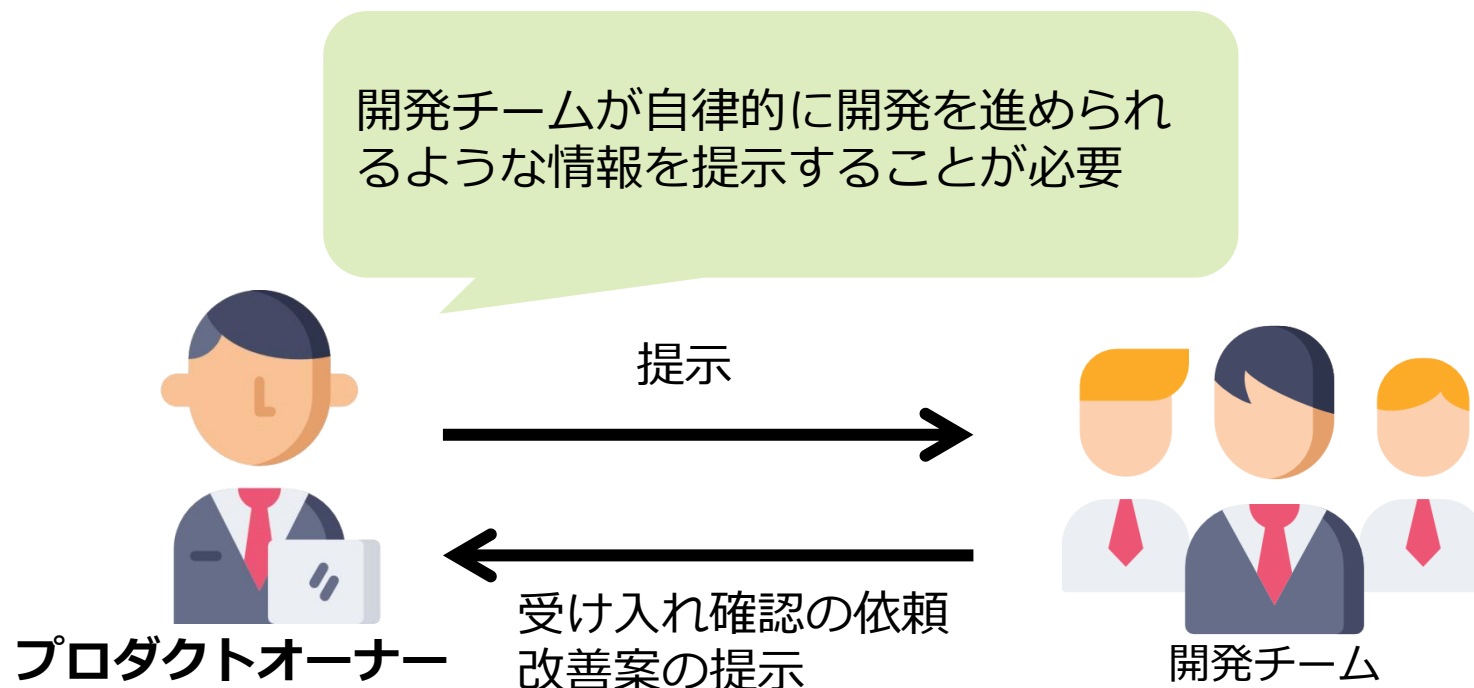 開発チームが自律的に開発を進められ
るような情報を提示することが必要
提示
受け入れ確認の依頼
改善案の提示
プロダクトオーナー
開発チーム